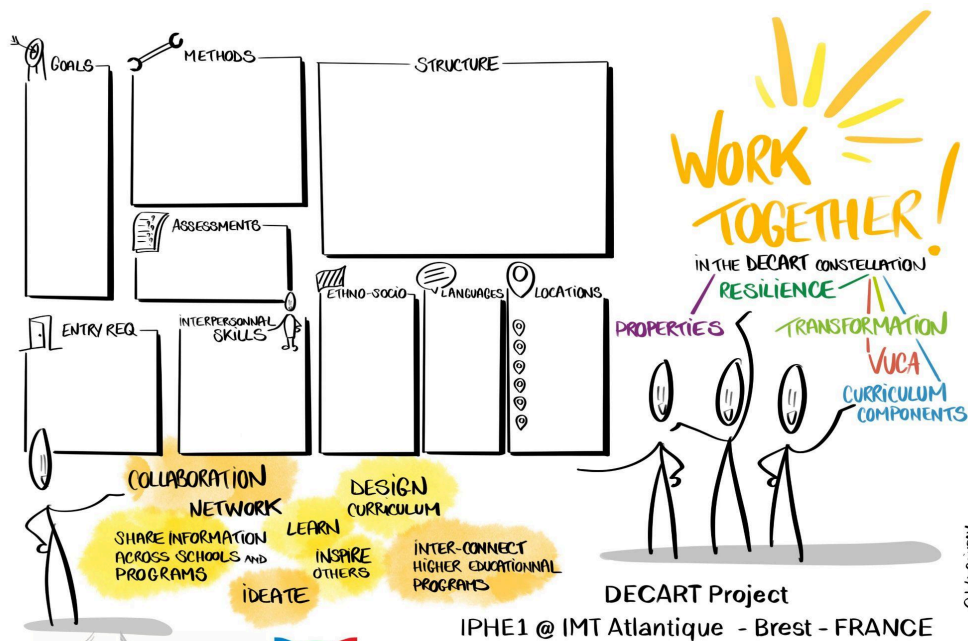 GOALS
METHODS
STRUCTURE
ASSESSMENTS
ENTRY REQ
INTERPERSONNAL
SKILLS
ETHNO-SOCIO
LANGUAGES
LOCATIONS
WORK
TOGETHER!
IN THE DECART CONSTELLATION
RESILIENCE
PROPERTIES
TRANSFORMATION
VUCA
CURRICULUM
COMPONENTS
COLLABORATION
NETWORK
SHARE INFORMATION
ACROSS SCHOOLS AND
PROGRAMS
LEARN
DESIGN
CURRICULUM
INSPIRE
OTHERS
IDEATE
INTER-CONNECT
HIGHER EDUCATIONNAL
PROGRAMS
DECART Project
IPHE1 @ IMT Atlantique - Brest - FRANCE